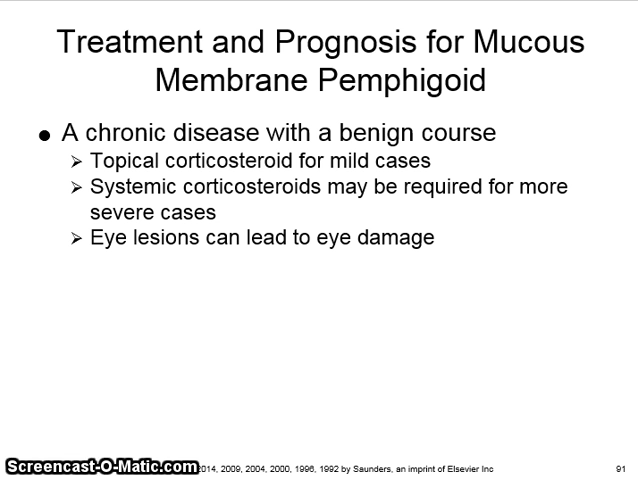 Treatment and Prognosis for Mucous
Membrane Pemphigoid
● A chronic disease with a benign course
➢ Topical corticosteroid for mild cases
➢ Systemic corticosteroids may be required for more
severe cases
➢ Eye lesions can lead to eye damage
Screencast-O-Matic.com 2014, 2009, 2004, 2000, 1996, 1992 by Saunders, an imprint of Elsevier Inc 91